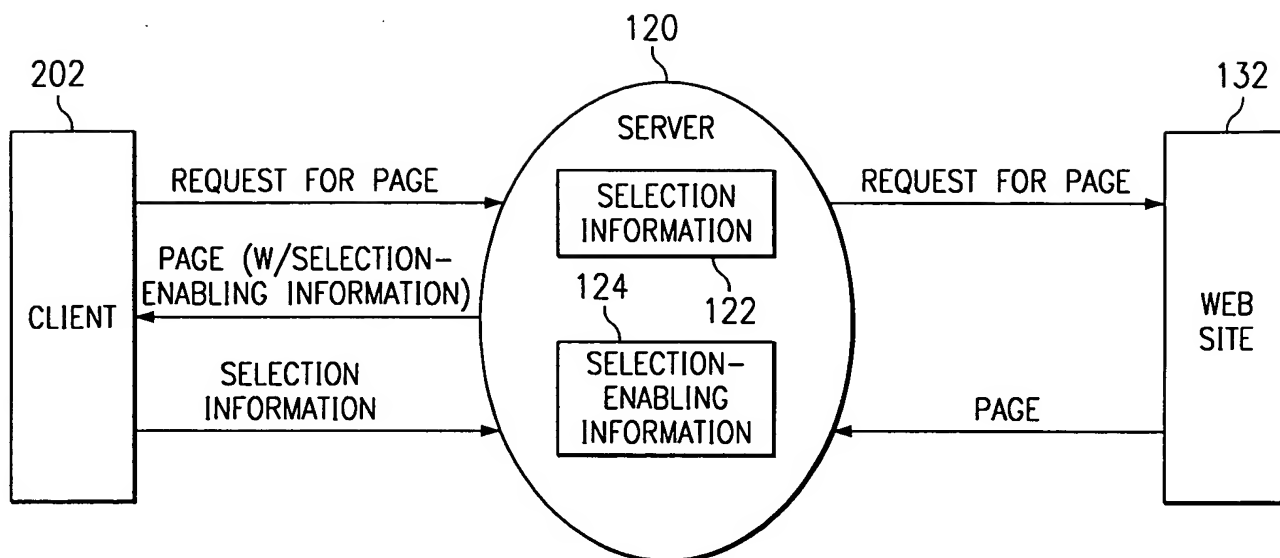 120
202
132
SERVER
REQUEST FOR PAGE
SELECTION
INFORMATION
REQUEST FOR PAGE
PAGE (W/SELECTION-
ENABLING INFORMATION)
124
122
CLIENT
WEB
SITE
SELECTION-
ENABLING
INFORMATION
SELECTION
INFORMATION
PAGE